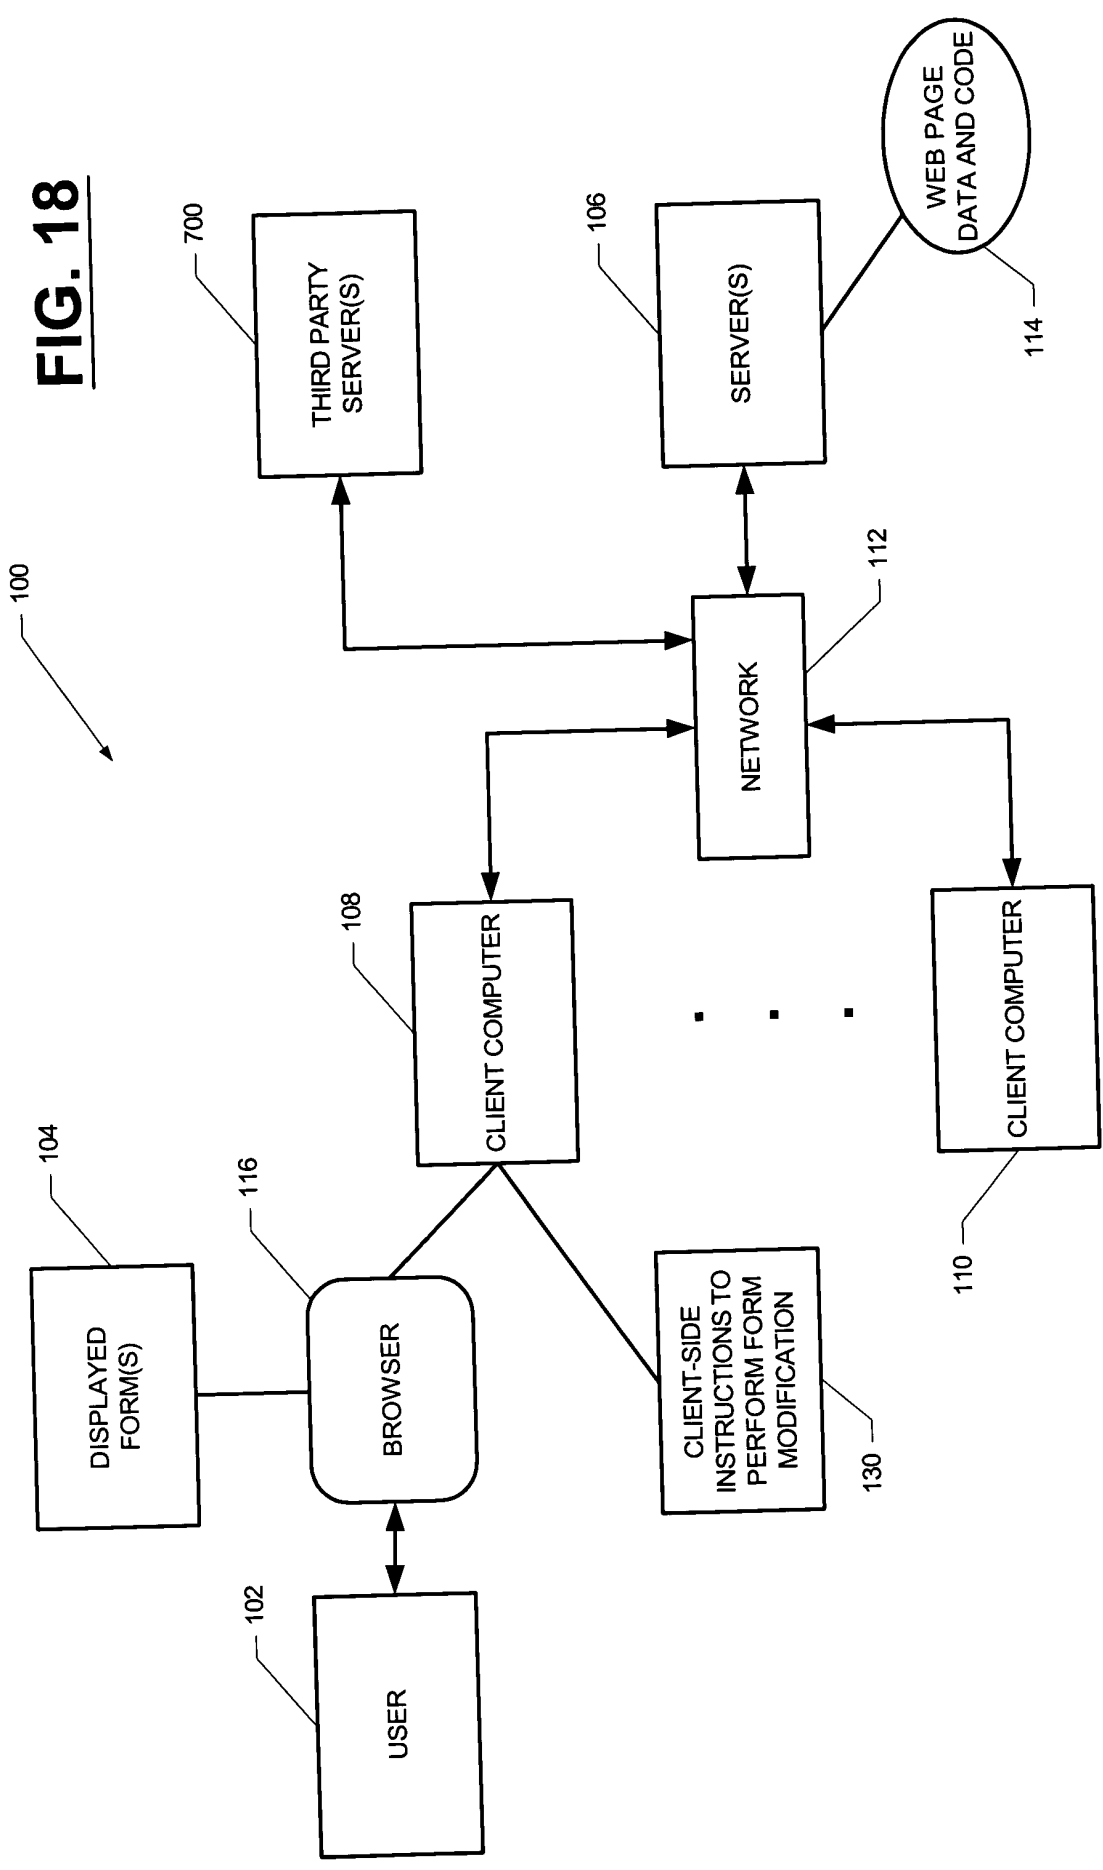 FIG. 18
100
104
DISPLAYED
FORM(S)
700
THIRD PARTY
SERVER(S)
116
BROWSER
102
USER
108
CLIENT COMPUTER
106
SERVER(S)
NETWORK
112
CLIENT-SIDE
INSTRUCTIONS TO
PERFORM FORM
MODIFICATION
130
. . .
CLIENT COMPUTER
110
WEB PAGE
DATA AND CODE
114